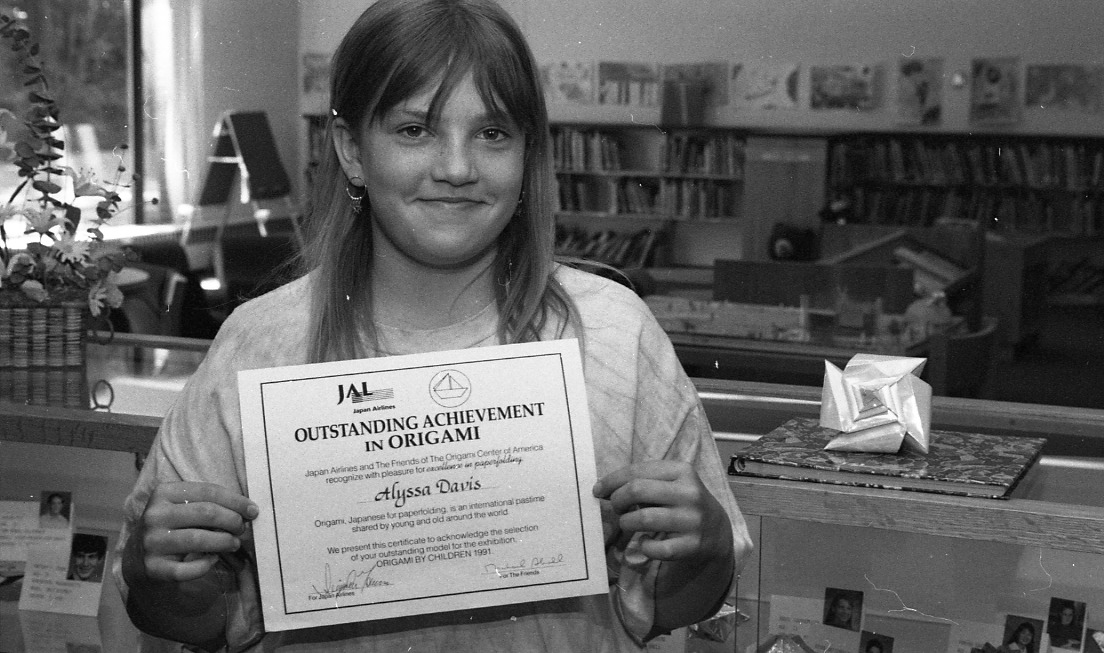 JAL
Japan Airlines
OUTSTANDING ACHIEVEMENT
IN ORIGAMI
Japan Airlines and The Friends of The Origami Center of America
recognize with pleasure for excellence in paperfolding
Alyssa Davis
Origami, Japanese for paperfolding, is an international pastime
shared by young and old around the world.
We present this certificate to acknowledge the selection
of your outstanding model for the exhibition,
ORIGAMI BY CHILDREN 1991.
For Japan Airlines
For The Friends